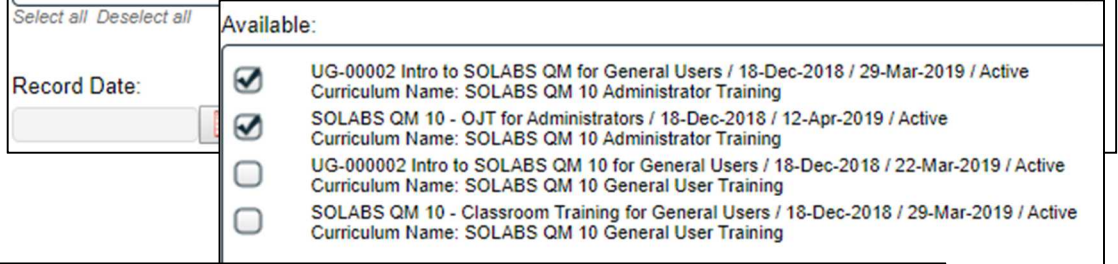 Select all Deselect all
Record Date:
Available:
UG-00002 Intro to SOLABS QM for General Users / 18-Dec-2018 / 29-Mar-2019 / Active
Curriculum Name: SOLABS QM 10 Administrator Training
SOLABS QM 10 - OJT for Administrators / 18-Dec-2018 / 12-Apr-2019 / Active
Curriculum Name: SOLABS QM 10 Administrator Training
UG-000002 Intro to SOLABS QM 10 for General Users / 18-Dec-2018 / 22-Mar-2019 / Active
Curriculum Name: SOLABS QM 10 General User Training
SOLABS QM 10 - Classroom Training for General Users / 18-Dec-2018 / 29-Mar-2019 / Active
Curriculum Name: SOLABS QM 10 General User Training